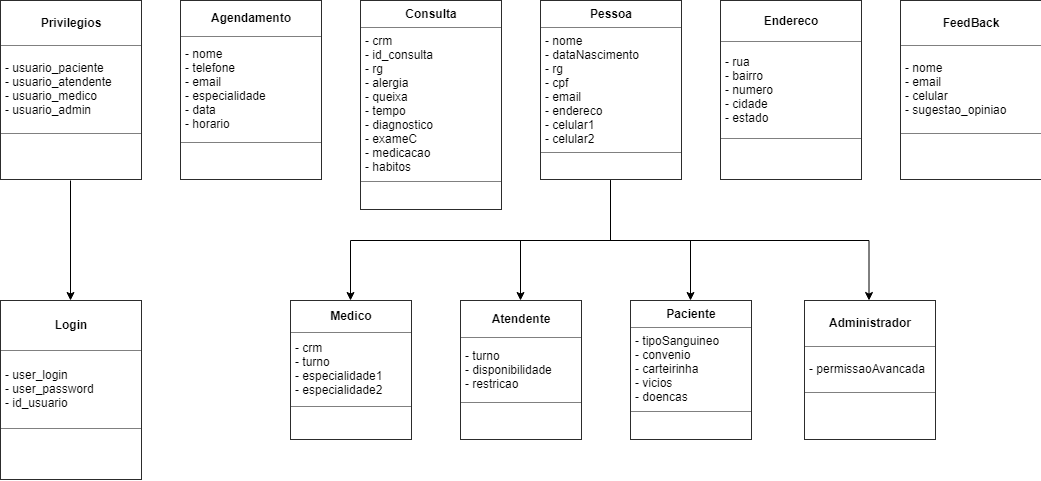 Privilegios
- usuario_paciente
- usuario_atendente
- usuario_medico
- usuario_admin
Agendamento
- nome
- telefone
- email
- especialidade
- data
- horario
Consulta
- crm
- id_consulta
- rg
- alergia
- queixa
- tempo
- diagnostico
- exameC
- medicacao
- habitos
Pessoa
- nome
- dataNascimento
- rg
- cpf
- email
- endereco
- celular1
- celular2
Endereco
- rua
- bairro
- numero
- cidade
- estado
FeedBack
- nome
- email
- celular
- sugestao_opiniao
Login
- user_login
- user_password
- id_usuario
Medico
- crm
- turno
- especialidade1
- especialidade2
Atendente
- turno
- disponibilidade
- restricao
Paciente
- tipoSanguineo
- convenio
- carteirinha
- vicios
- doencas
Administrador
- permissaoAvancada